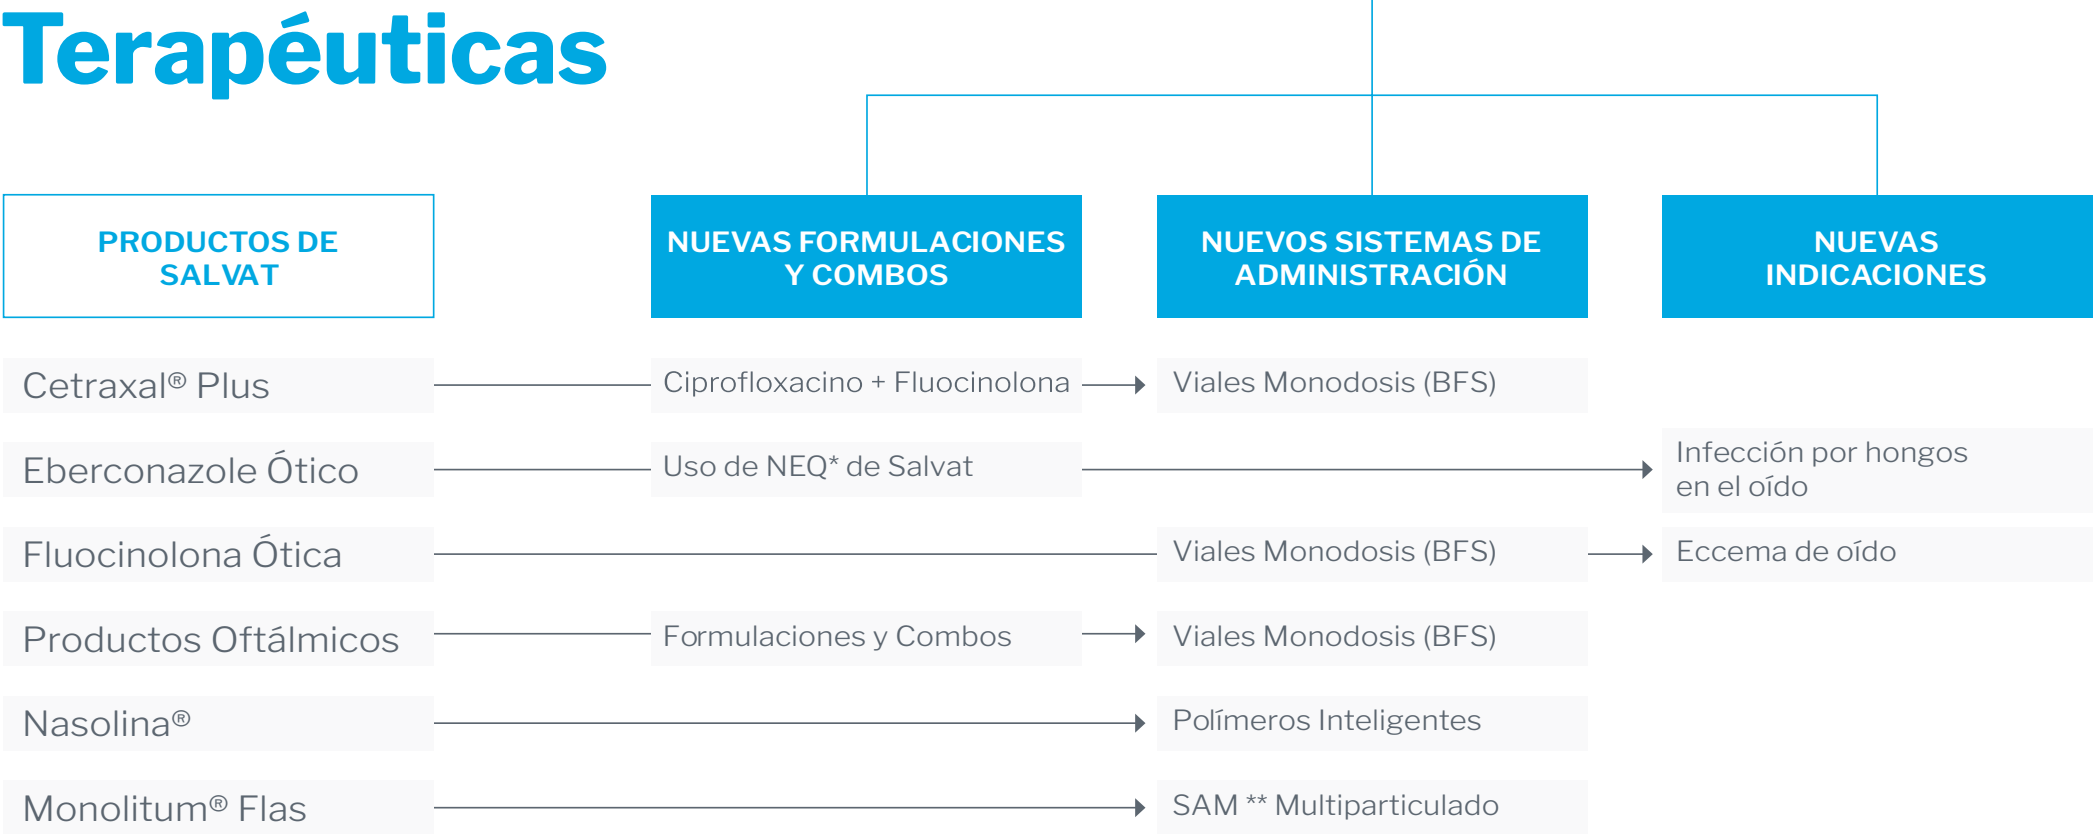 Terapéuticas
PRODUCTOS DE
SALVAT
NUEVAS FORMULACIONES
Y COMBOS
NUEVOS SISTEMAS DE
ADMINISTRACIÓN
NUEVAS
INDICACIONES
Cetraxal® Plus
Ciprofloxacino + Fluocinolona
Viales Monodosis (BFS)
Eberconazole Ótico
Uso de NEQ* de Salvat
Infección por hongos
en el oído
Fluocinolona Ótica
Viales Monodosis (BFS)
Eccema de oído
Productos Oftálmicos
Formulaciones y Combos
Viales Monodosis (BFS)
Nasolina®
Polímeros Inteligentes
Monolitum® Flas
SAM ** Multiparticulado